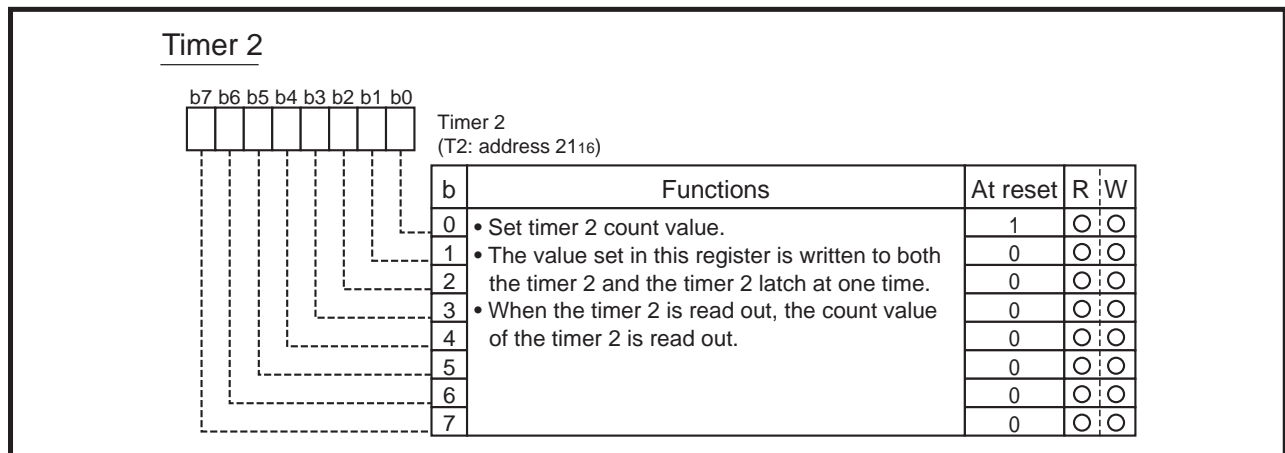 Timer 2
b7 b6 b5 b4 b3 b2 b1 b0
Timer 2
(T2: address 2116)
b Functions At reset R W
0 • Set timer 2 count value. 1 O O
1 • The value set in this register is written to both 0 O O
2 the timer 2 and the timer 2 latch at one time. 0 O O
3 • When the timer 2 is read out, the count value 0 O O
4 of the timer 2 is read out. 0 O O
5 0 O O
6 0 O O
7 0 O O